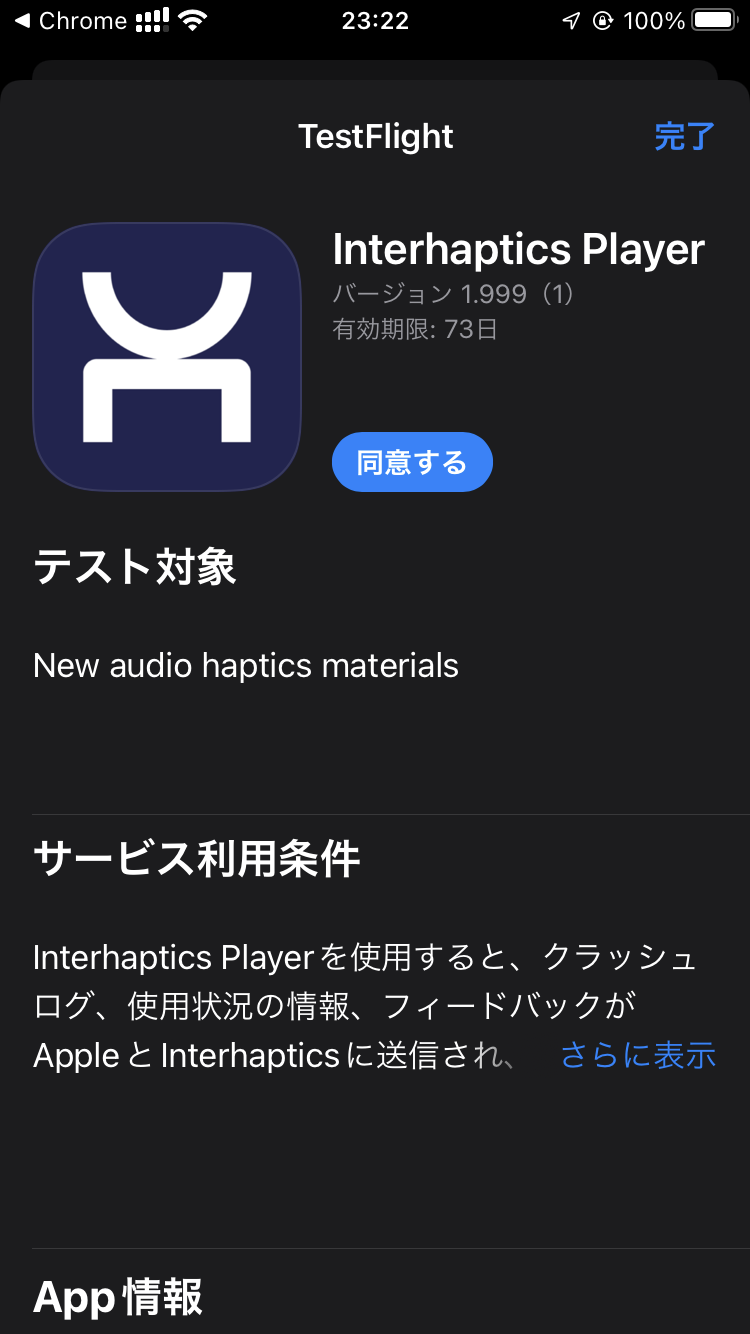 Chrome
23:22
100%
TestFlight
完了
Interhaptics Player
バージョン 1.999（1）
有効期限: 73日
同意する
テスト対象
New audio haptics materials
サービス利用条件
Interhaptics Playerを使用すると、クラッシュ
ログ、使用状況の情報、フィードバックが
AppleとInterhapticsに送信され、 さらに表示
App情報